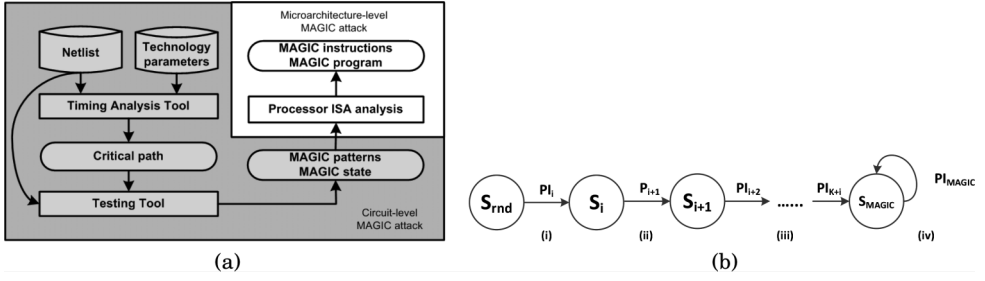 Microarchitecture-level
MAGIC attack
Netlist
Technology
parameters
MAGIC instructions
MAGIC program
Timing Analysis Tool
Processor ISA analysis
Critical path
MAGIC patterns
MAGIC state
Testing Tool
Circuit-level
MAGIC attack
(a)
S_rnd
PI_i
(i)
S_i
P_i+1
(ii)
S_i+1
PI_i+2
(iii)
......
PI_K+i
S_MAGIC
PI_MAGIC
(iv)
(b)